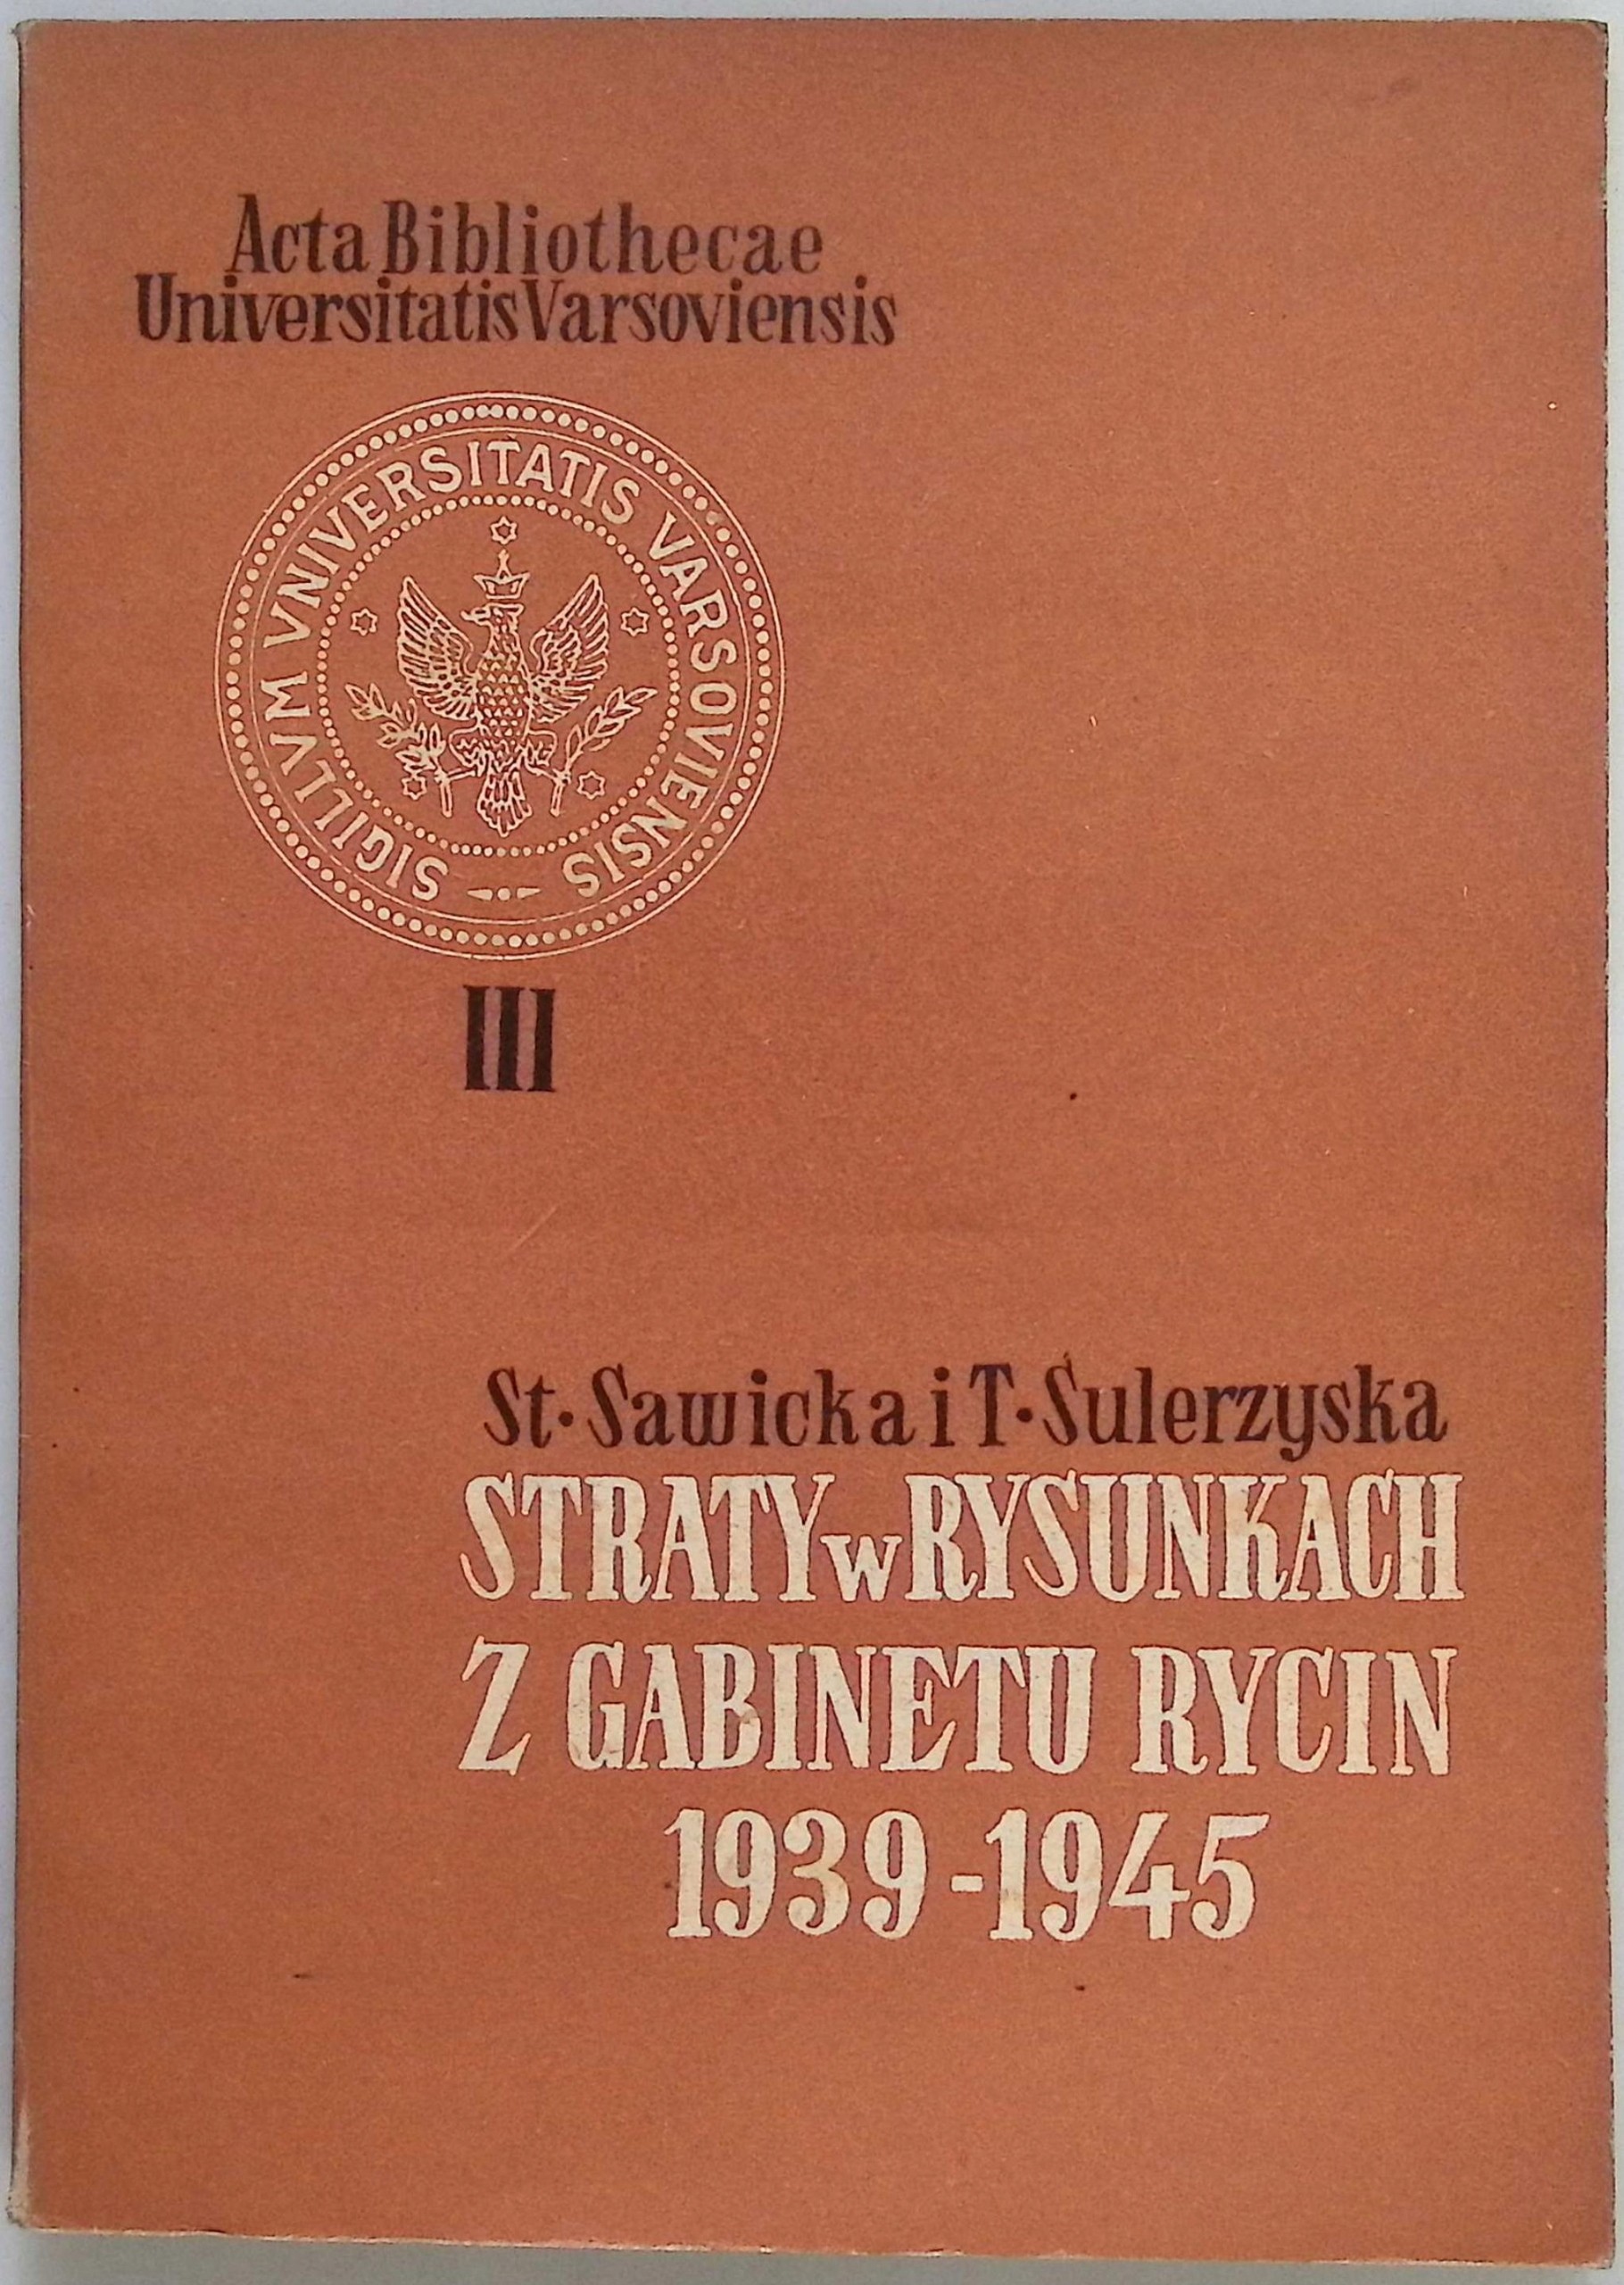 Acta Bibliothecae
Universitatis Varsoviensis
SIGILLVM VNIVERSITATIS VARSOVIENSIS
III
St. Sawicka i T. Sulerzyska
STRATY w RYSUNKACH
Z GABINETU RYCIN
1939-1945